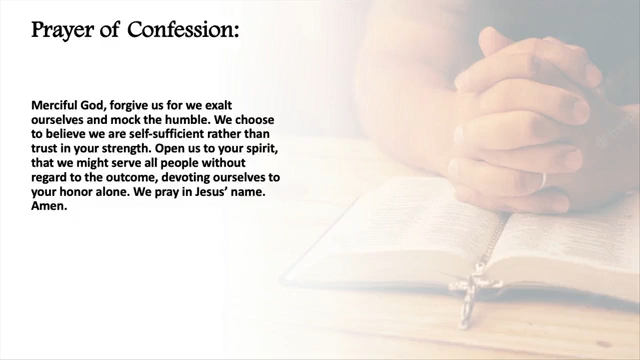 Prayer of Confession:
Merciful God, forgive us for we exalt
ourselves and mock the humble. We choose
to believe we are self-sufficient rather than
trust in your strength. Open us to your spirit,
that we might serve all people without
regard to the outcome, devoting ourselves to
your honor alone. We pray in Jesus’ name.
Amen.